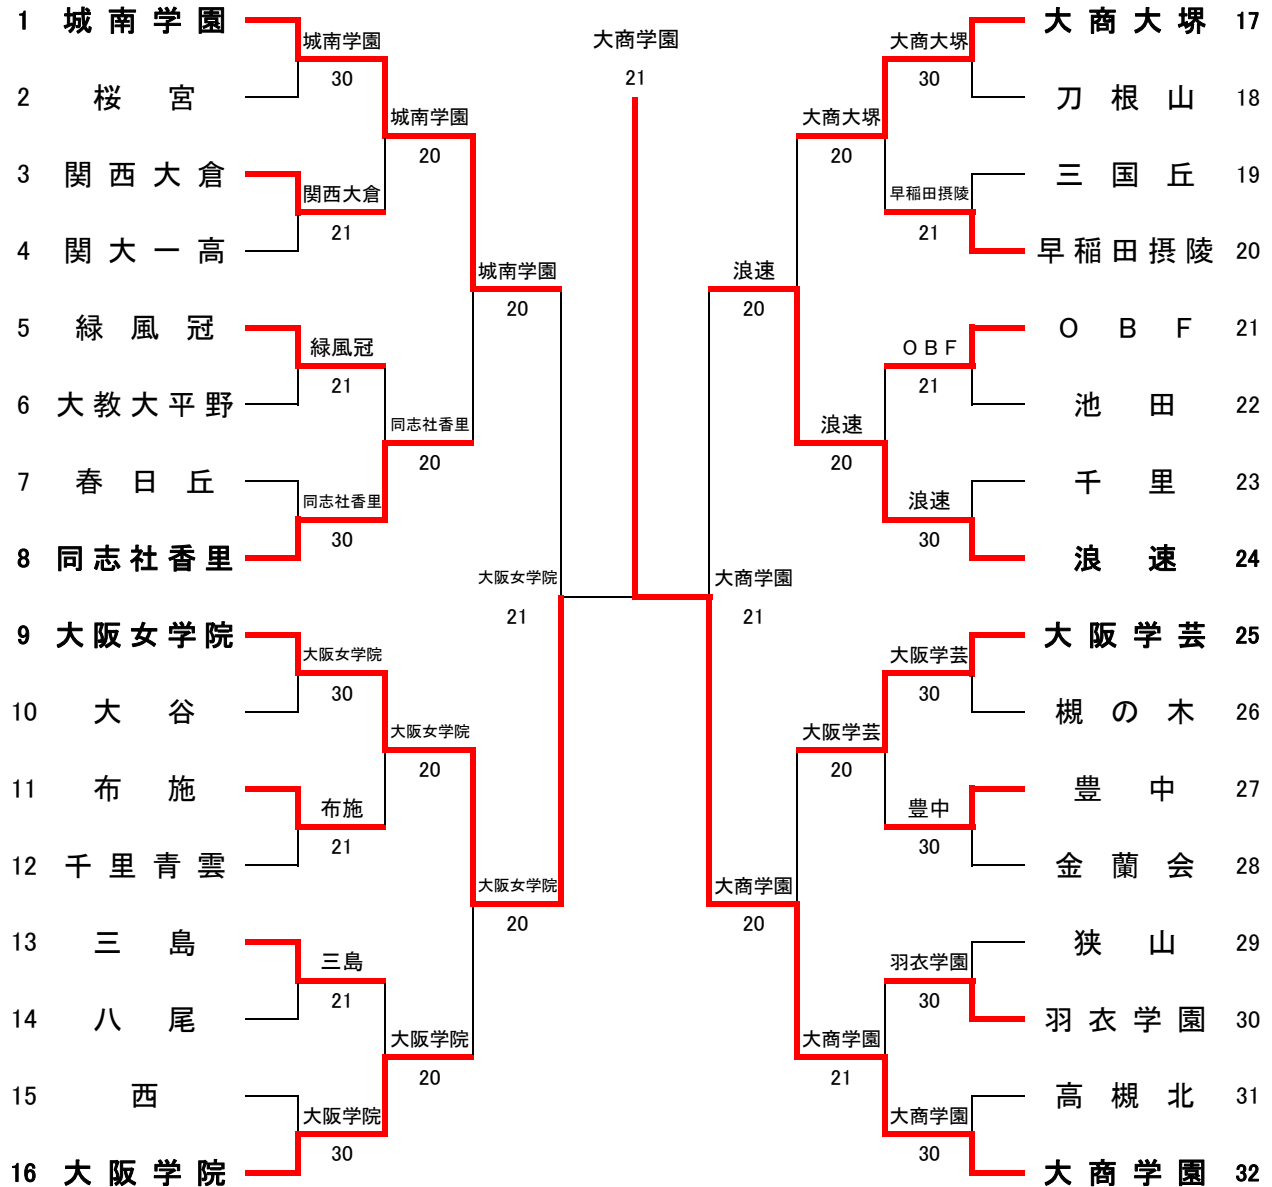 1 城南学園
2 桜宮
3 関西大倉
4 関大一高
5 緑風冠
6 大教大平野
7 春日丘
8 同志社香里
9 大阪女学院
10 大谷
11 布施
12 千里青雲
13 三島
14 八尾
15 西
16 大阪学院
城南学園
30
関西大倉
21
緑風冠
21
同志社香里
30
大阪女学院
30
布施
21
三島
21
大阪学院
30
城南学園
20
同志社香里
20
大阪女学院
20
大阪学院
20
城南学園
20
大阪女学院
20
大阪女学院
21
大商学園
21
大商学園
21
浪速
20
大商学園
20
大商大堺
20
浪速
20
大阪学芸
20
大商学園
21
大商大堺
30
早稲田摂陵
21
OBF
21
浪速
30
大阪学芸
30
豊中
30
羽衣学園
30
大商学園
30
大商大堺 17
刀根山 18
三国丘 19
早稲田摂陵 20
OBF 21
池田 22
千里 23
浪速 24
大阪学芸 25
槻の木 26
豊中 27
金蘭会 28
狭山 29
羽衣学園 30
高槻北 31
大商学園 32